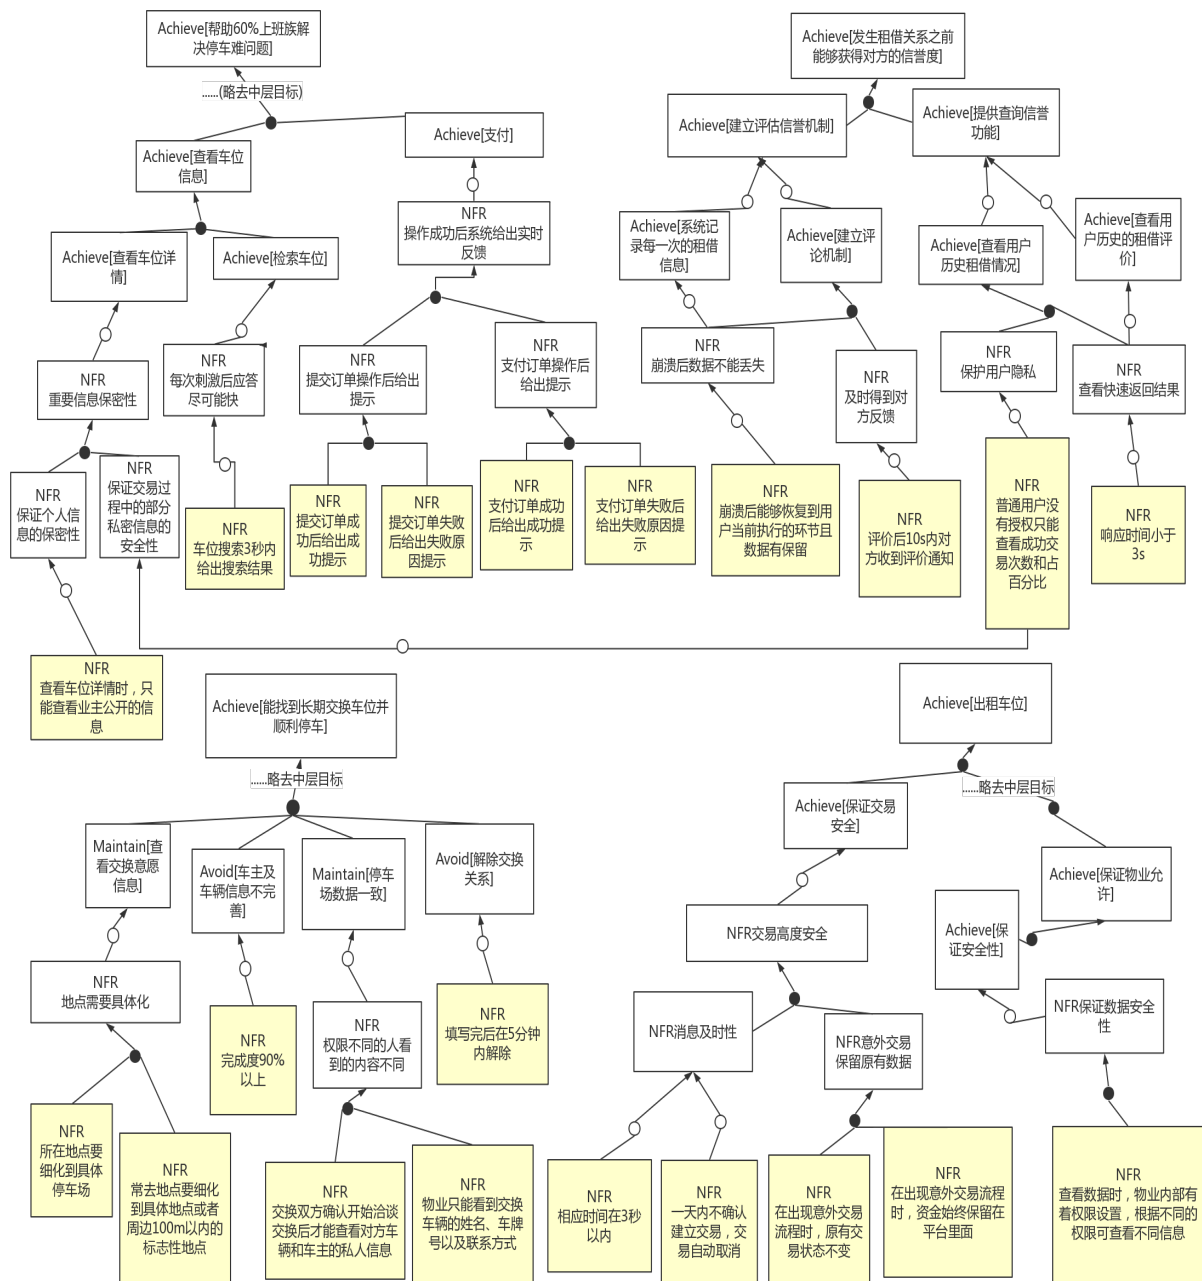 Achieve[帮助60%上班族解
决停车难问题]
......(略去中层目标)
Achieve[支付]
Achieve[查看车位
信息]
NFR
操作成功后系统给出实时
反馈
Achieve[查看车位详
情]
Achieve[检索车位]
NFR
重要信息保密性
NFR
每次刺激后应答
尽可能快
NFR
提交订单操作后给出
提示
NFR
支付订单操作后
给出提示
NFR
保证个人信
息的保密性
NFR
保证交易过
程中的部分
私密信息的
安全性
NFR
车位搜索3秒内
给出搜索结果
NFR
提交订单成
功后给出成
功提示
NFR
提交订单失败
后给出失败原
因提示
NFR
支付订单成功
后给出成功提
示
NFR
支付订单失败后
给出失败原因提
示
NFR
查看车位详情时，只
能查看业主公开的信
息
Achieve[发生租借关系之前
能够获得对方的信誉度]
Achieve[建立评估信誉机制]
Achieve[提供查询信誉
功能]
Achieve[系统记
录每一次的租借
信息]
Achieve[建立评
论机制]
Achieve[查看用户
历史租借情况]
Achieve[查看用
户历史的租借评
价]
NFR
崩溃后数据不能丢失
NFR
及时得到对
方反馈
NFR
保护用户隐私
NFR
查看快速返回结果
NFR
崩溃后能够恢复到用
户当前执行的环节且
数据有保留
NFR
评价后10s内对
方收到评价通知
NFR
普通用户没
有授权只能
查看成功交
易次数和占
百分比
NFR
响应时间小于
3s
Achieve[能找到长期交换车位并
顺利停车]
......略去中层目标
Maintain[查
看交换意愿
信息]
Avoid[车主及
车辆信息不完
善]
Maintain[停车
场数据一致]
Avoid[解除交换
关系]
NFR
地点需要具体化
NFR
完成度90%
以上
NFR
权限不同的人看
到的内容不同
NFR
填写完后在5分钟
内解除
NFR
所在地点要
细化到具体
停车场
NFR
常去地点要细化
到具体地点或者
周边100m以内的
标志性地点
NFR
交换双方确认开始洽谈
交换后才能查看对方车
辆和车主的私人信息
NFR
物业只能看到交换
车辆的姓名、车牌
号以及联系方式
Achieve[出租车位]
Achieve[保证交易
安全]
......略去中层目标
NFR交易高度安全
Achieve[保
证安全性]
Achieve[保证物业允
许]
NFR消息及时性
NFR意外交易
保留原有数据
NFR保证数据安全
性
NFR
相应时间在3秒
以内
NFR
一天内不确认
建立交易，交
易自动取消
NFR
在出现意外交易
流程时，原有交
易状态不变
NFR
在出现意外交易流程
时，资金始终保留在
平台里面
NFR
查看数据时，物业内部有
着权限设置，根据不同的
权限可查看不同信息